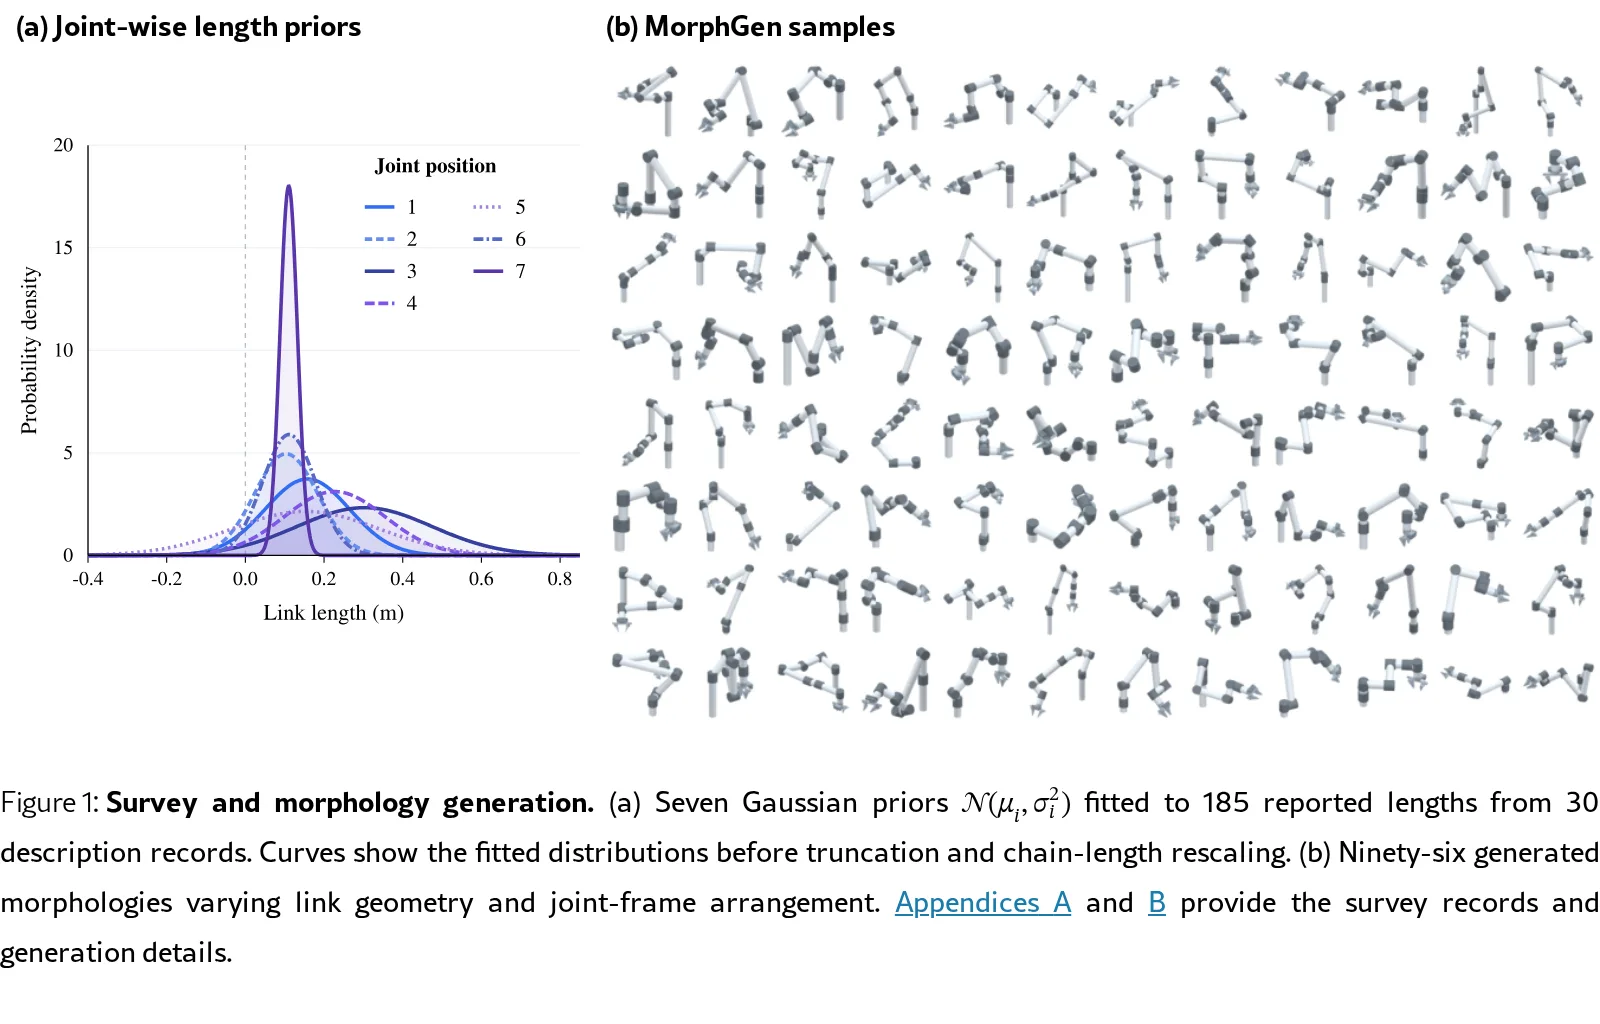 (a) Joint-wise length priors
(b) MorphGen samples
20
15
10
5
0
Probability density
-0.4 -0.2 0.0 0.2 0.4 0.6 0.8
Link length (m)
Joint position
1 5
2 6
3 7
4
Figure 1: Survey and morphology generation. (a) Seven Gaussian priors 𝒩(μᵢ, σᵢ²) fitted to 185 reported lengths from 30
description records. Curves show the fitted distributions before truncation and chain-length rescaling. (b) Ninety-six generated
morphologies varying link geometry and joint-frame arrangement. Appendices A and B provide the survey records and
generation details.